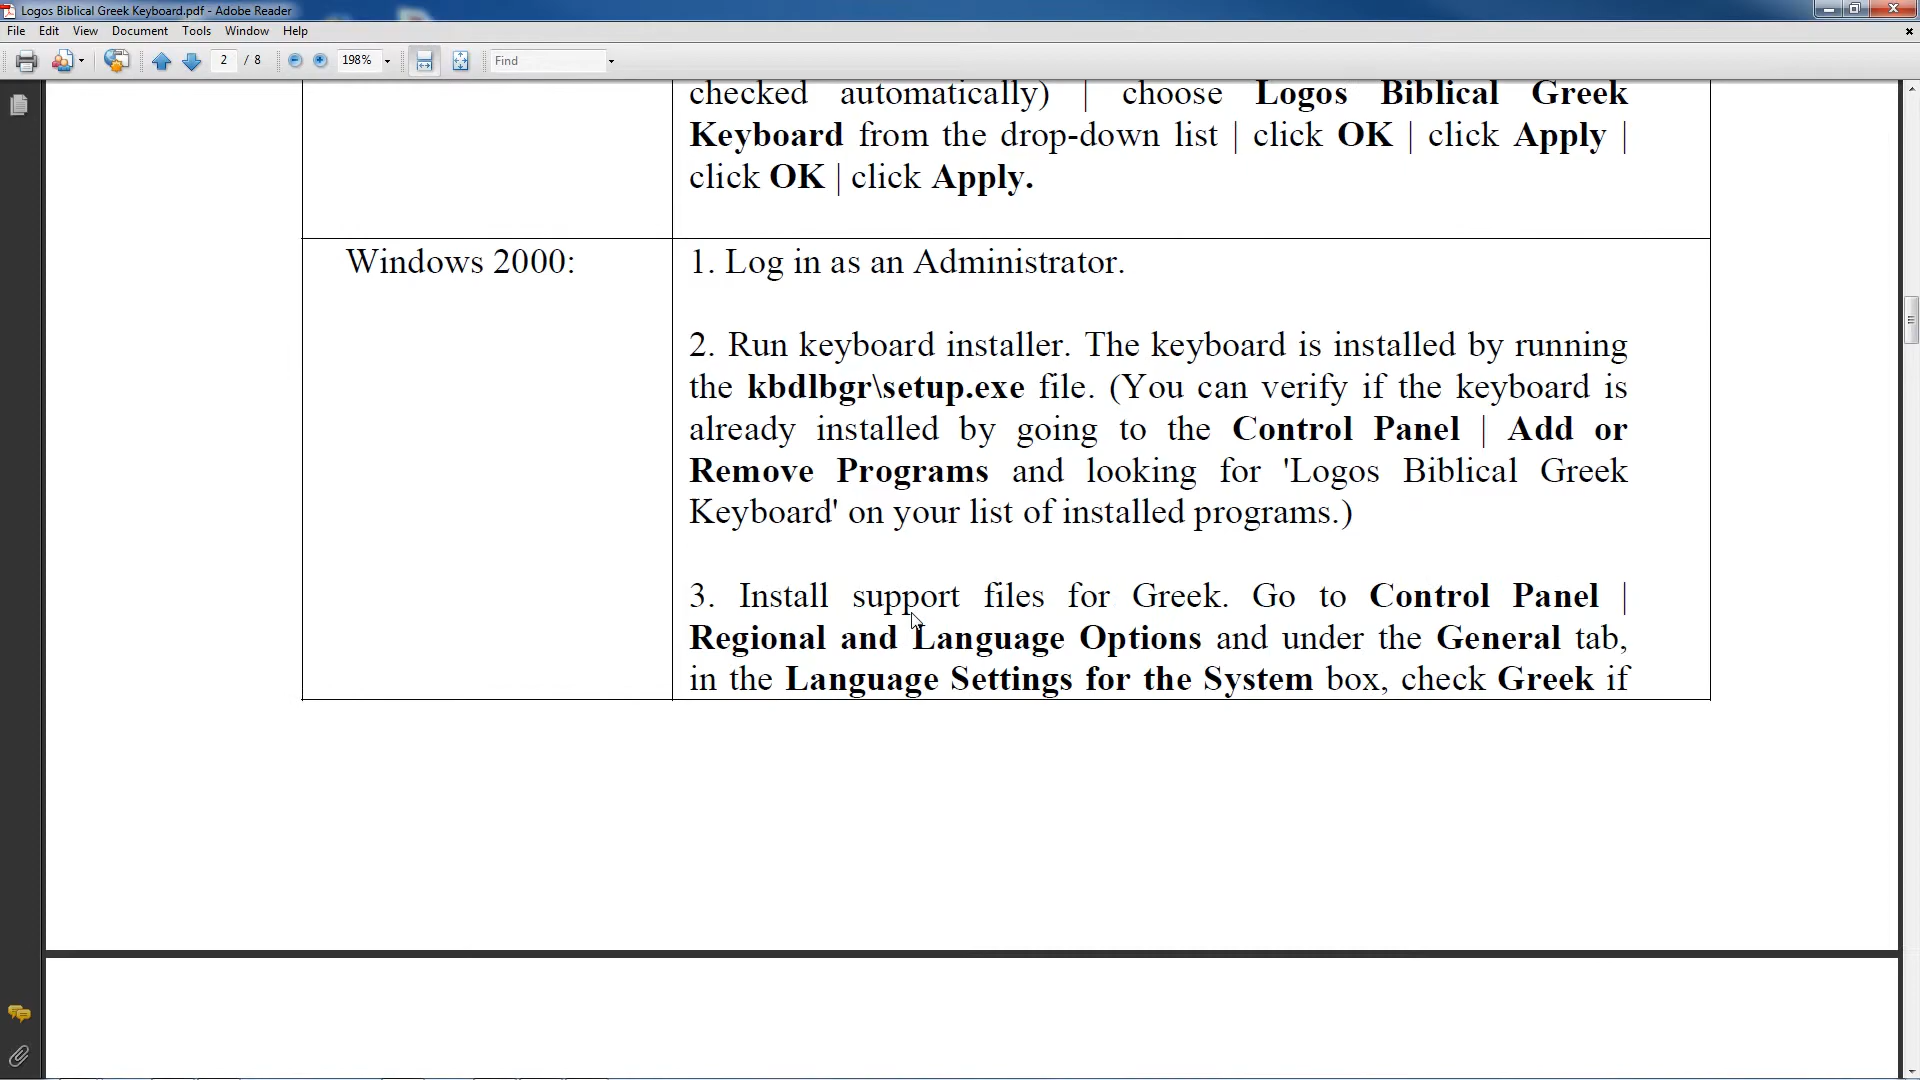 Logos Biblical Greek Keyboard.pdf - Adobe Reader
File Edit View Document Tools Window Help
2 / 8 198% Find
checked automatically) | choose Logos Biblical Greek
Keyboard from the drop-down list | click OK | click Apply |
click OK | click Apply.
Windows 2000:
1. Log in as an Administrator.
2. Run keyboard installer. The keyboard is installed by running
the kbdlbgr\setup.exe file. (You can verify if the keyboard is
already installed by going to the Control Panel | Add or
Remove Programs and looking for 'Logos Biblical Greek
Keyboard' on your list of installed programs.)
3. Install support files for Greek. Go to Control Panel |
Regional and Language Options and under the General tab,
in the Language Settings for the System box, check Greek if